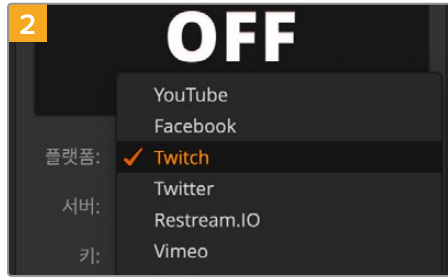 2
OFF
YouTube
Facebook
플랫폼: ✓ Twitch
Twitter
서버:
Restream.IO
키: Vimeo